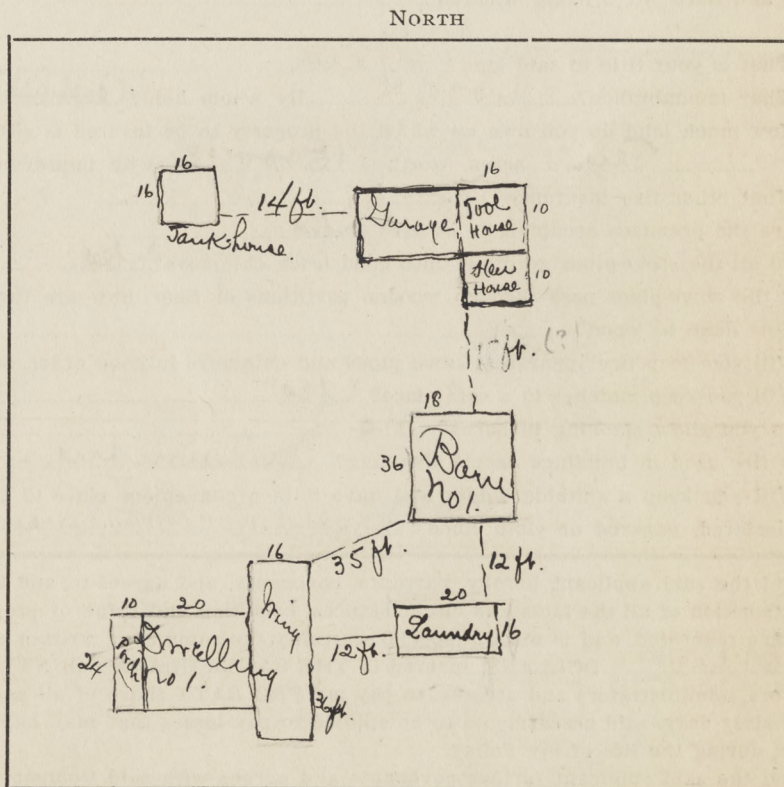 NORTH
16
16
14 ft.
Tank house.
16
Garage
Tool
House
10
Hen
House
10
ft.
18
36
Barn
No 1.
35 ft.
12 ft.
16
Wing
36 ft.
12 ft.
20
Laundry
16
10
20
24
Porch
Dwelling
No 1.